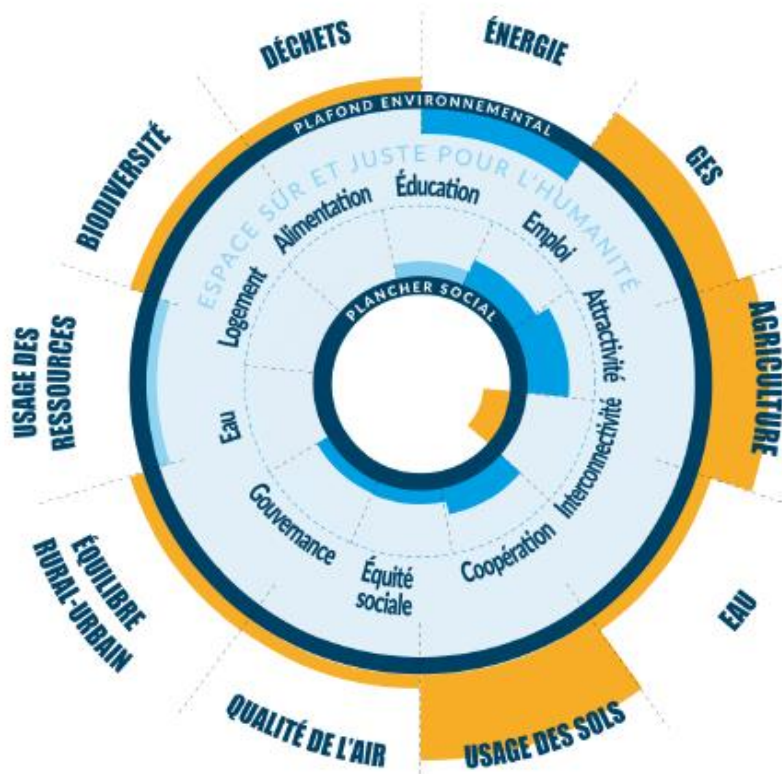 DÉCHETS
ÉNERGIE
GES
AGRICULTURE
EAU
USAGE DES SOLS
QUALITÉ DE L'AIR
ÉQUILIBRE
RURAL-URBAIN
USAGE DES
RESSOURCES
BIODIVERSITÉ
PLAFOND ENVIRONNEMENTAL
ESPACE SÛR ET JUSTE POUR L'HUMANITÉ
Alimentation
Éducation
Emploi
Attractivité
Interconnectivité
Coopération
Équité
sociale
Gouvernance
Eau
Logement
PLANCHER SOCIAL